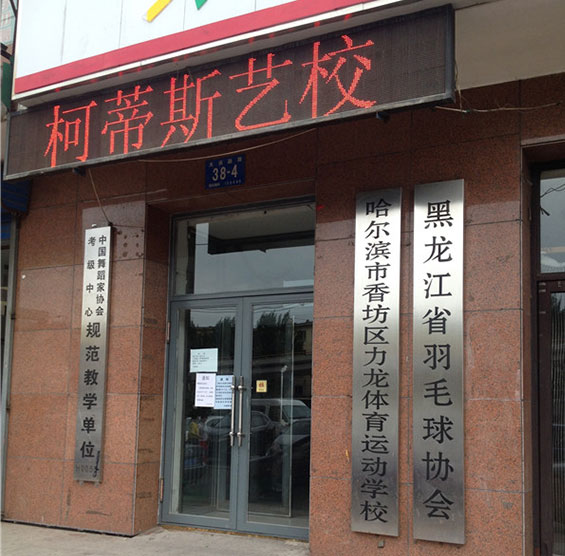 柯蒂斯艺校
38-4
中国舞蹈家协会
考级中心
规范教学单位
哈尔滨市香坊区力龙体育运动学校
黑龙江省羽毛球协会